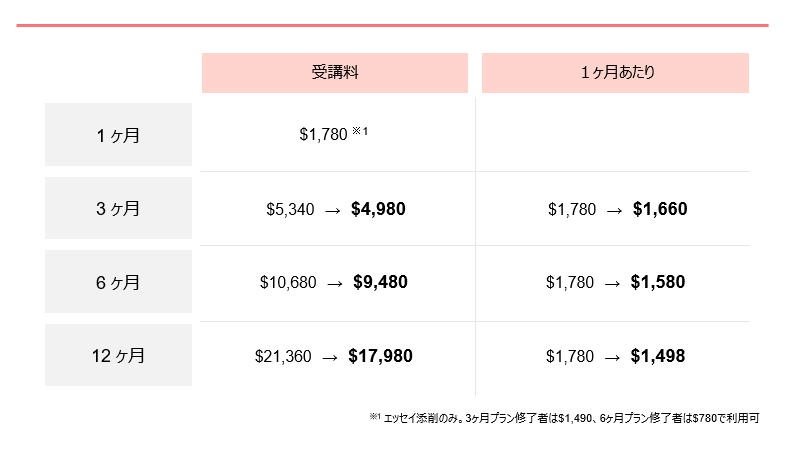 受講料 1ヶ月あたり
1ヶ月 $1,780 ※1
3ヶ月 $5,340 → $4,980 $1,780 → $1,660
6ヶ月 $10,680 → $9,480 $1,780 → $1,580
12ヶ月 $21,360 → $17,980 $1,780 → $1,498
※1 エッセイ添削のみ。3ヶ月プラン修了者は$1,490、6ヶ月プラン修了者は$780で利用可